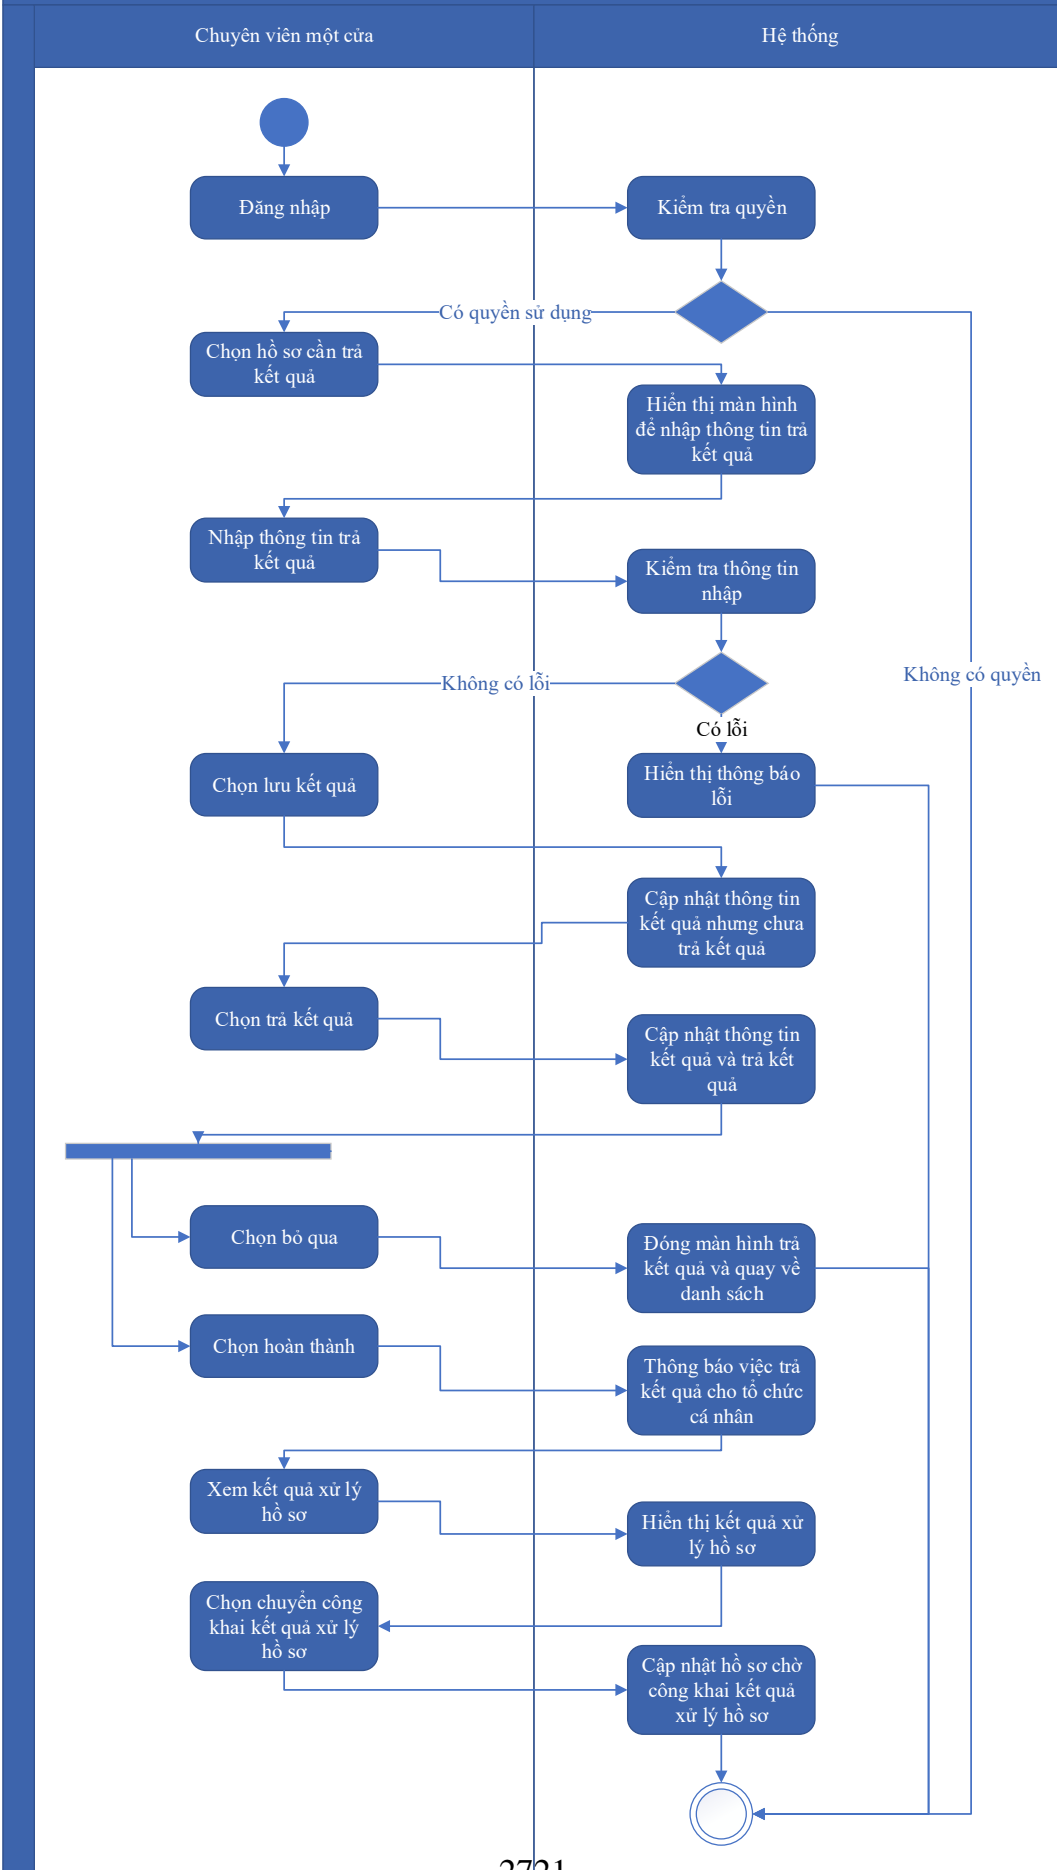 Chuyên viên một cửa
Hệ thống
Đăng nhập
Kiểm tra quyền
Có quyền sử dụng
Chọn hồ sơ cần trả
kết quả
Hiển thị màn hình
để nhập thông tin trả
kết quả
Nhập thông tin trả
kết quả
Kiểm tra thông tin
nhập
Không có quyền
Không có lỗi
Có lỗi
Chọn lưu kết quả
Hiển thị thông báo
lỗi
Cập nhật thông tin
kết quả nhưng chưa
trả kết quả
Chọn trả kết quả
Cập nhật thông tin
kết quả và trả kết
quả
Chọn bỏ qua
Đóng màn hình trả
kết quả và quay về
danh sách
Chọn hoàn thành
Thông báo việc trả
kết quả cho tổ chức
cá nhân
Xem kết quả xử lý
hồ sơ
Hiển thị kết quả xử
lý hồ sơ
Chọn chuyển công
khai kết quả xử lý
hồ sơ
Cập nhật hồ sơ chờ
công khai kết quả
xử lý hồ sơ
2721